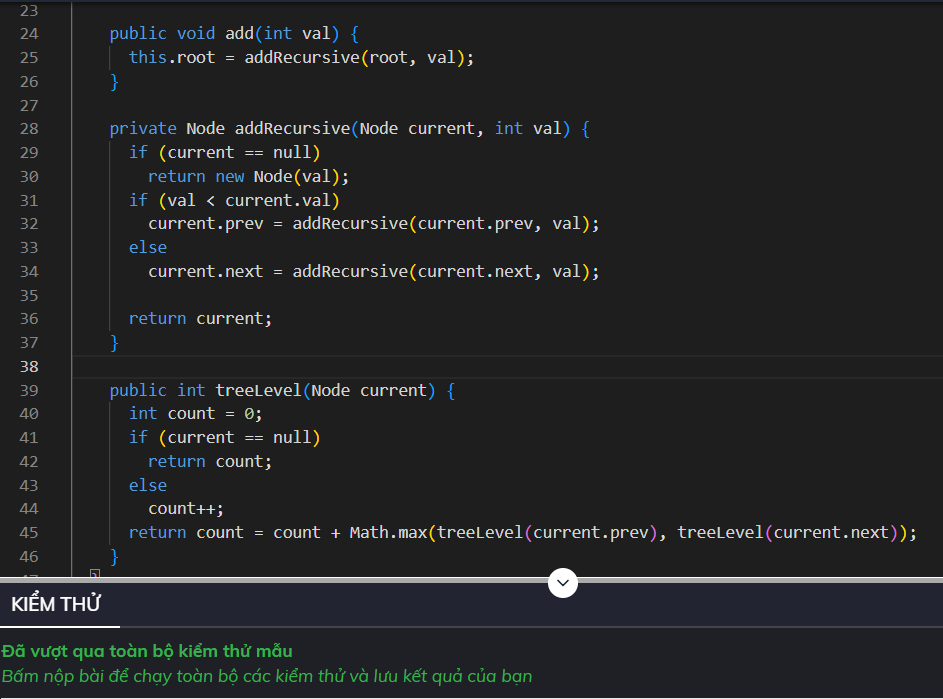 23
24 public void add(int val) {
25 this.root = addRecursive(root, val);
26 }
27
28 private Node addRecursive(Node current, int val) {
29 if (current == null)
30 return new Node(val);
31 if (val < current.val)
32 current.prev = addRecursive(current.prev, val);
33 else
34 current.next = addRecursive(current.next, val);
35
36 return current;
37 }
38
39 public int treeLevel(Node current) {
40 int count = 0;
41 if (current == null)
42 return count;
43 else
44 count++;
45 return count = count + Math.max(treeLevel(current.prev), treeLevel(current.next));
46 }
KIỂM THỬ
Đã vượt qua toàn bộ kiểm thử mẫu
Bấm nộp bài để chạy toàn bộ các kiểm thử và lưu kết quả của bạn